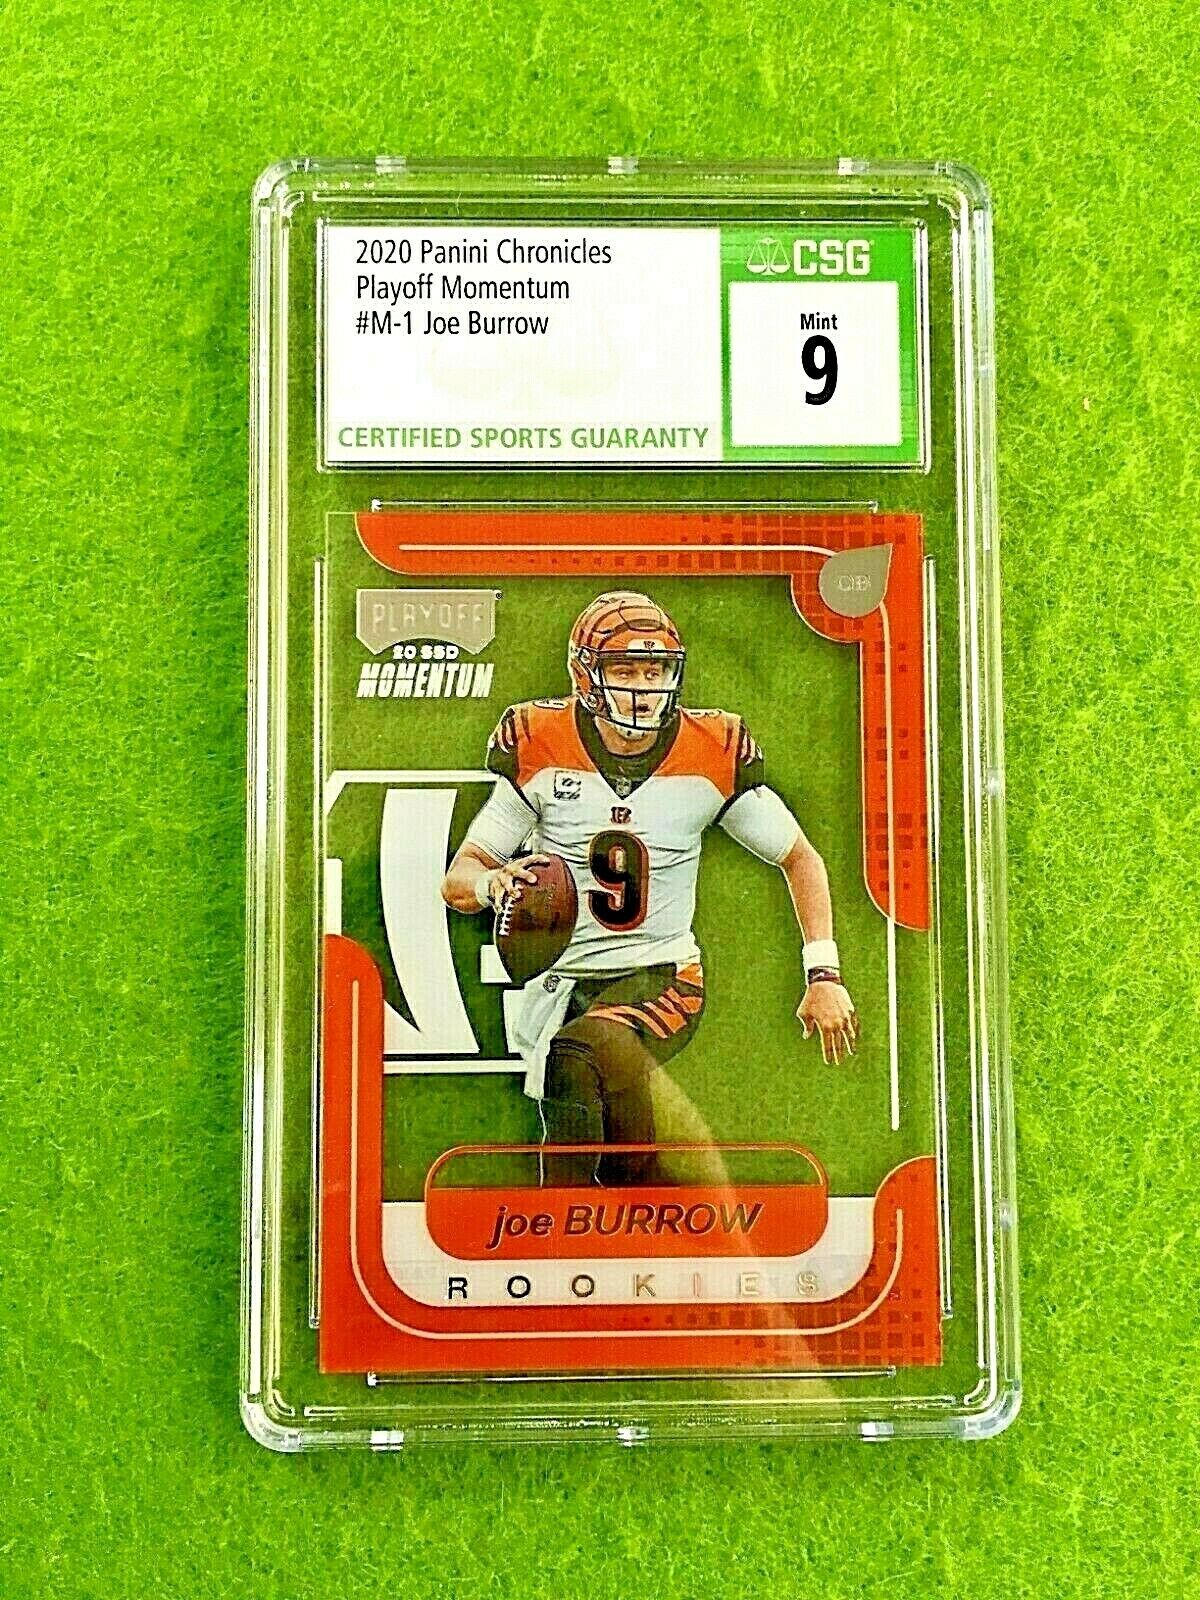 2020 Panini Chronicles
Playoff Momentum
#M-1 Joe Burrow
CERTIFIED SPORTS GUARANTY
CSG
Mint
9
PLAYOFF
MOMENTUM
QB
9
joe BURROW
ROOKIES